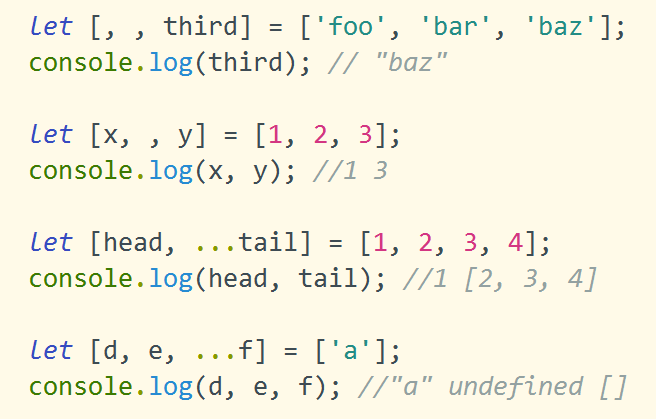 let [, , third] = ['foo', 'bar', 'baz'];
console.log(third); // "baz"
let [x, , y] = [1, 2, 3];
console.log(x, y); //1 3
let [head, ...tail] = [1, 2, 3, 4];
console.log(head, tail); //1 [2, 3, 4]
let [d, e, ...f] = ['a'];
console.log(d, e, f); //"a" undefined []